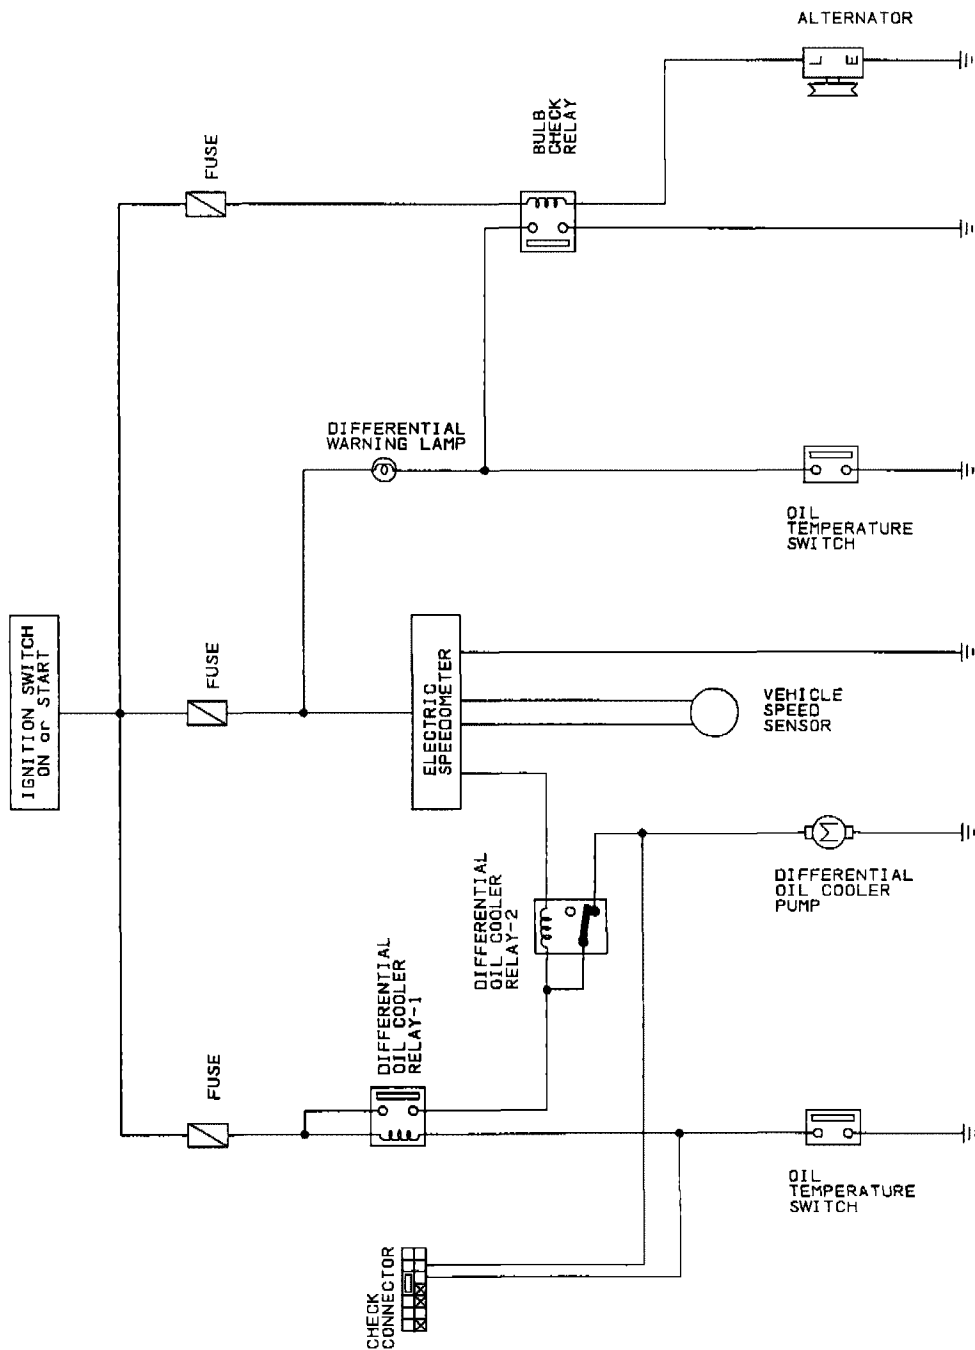 ALTERNATOR
L E
BULB
CHECK
RELAY
FUSE
DIFFERENTIAL
WARNING LAMP
OIL
TEMPERATURE
SWITCH
IGNITION SWITCH
ON or START
FUSE
ELECTRIC
SPEEDOMETER
VEHICLE
SPEED
SENSOR
M
DIFFERENTIAL
OIL COOLER
PUMP
DIFFERENTIAL
OIL COOLER
RELAY-2
DIFFERENTIAL
OIL COOLER
RELAY-1
FUSE
OIL
TEMPERATURE
SWITCH
CHECK
CONNECTOR